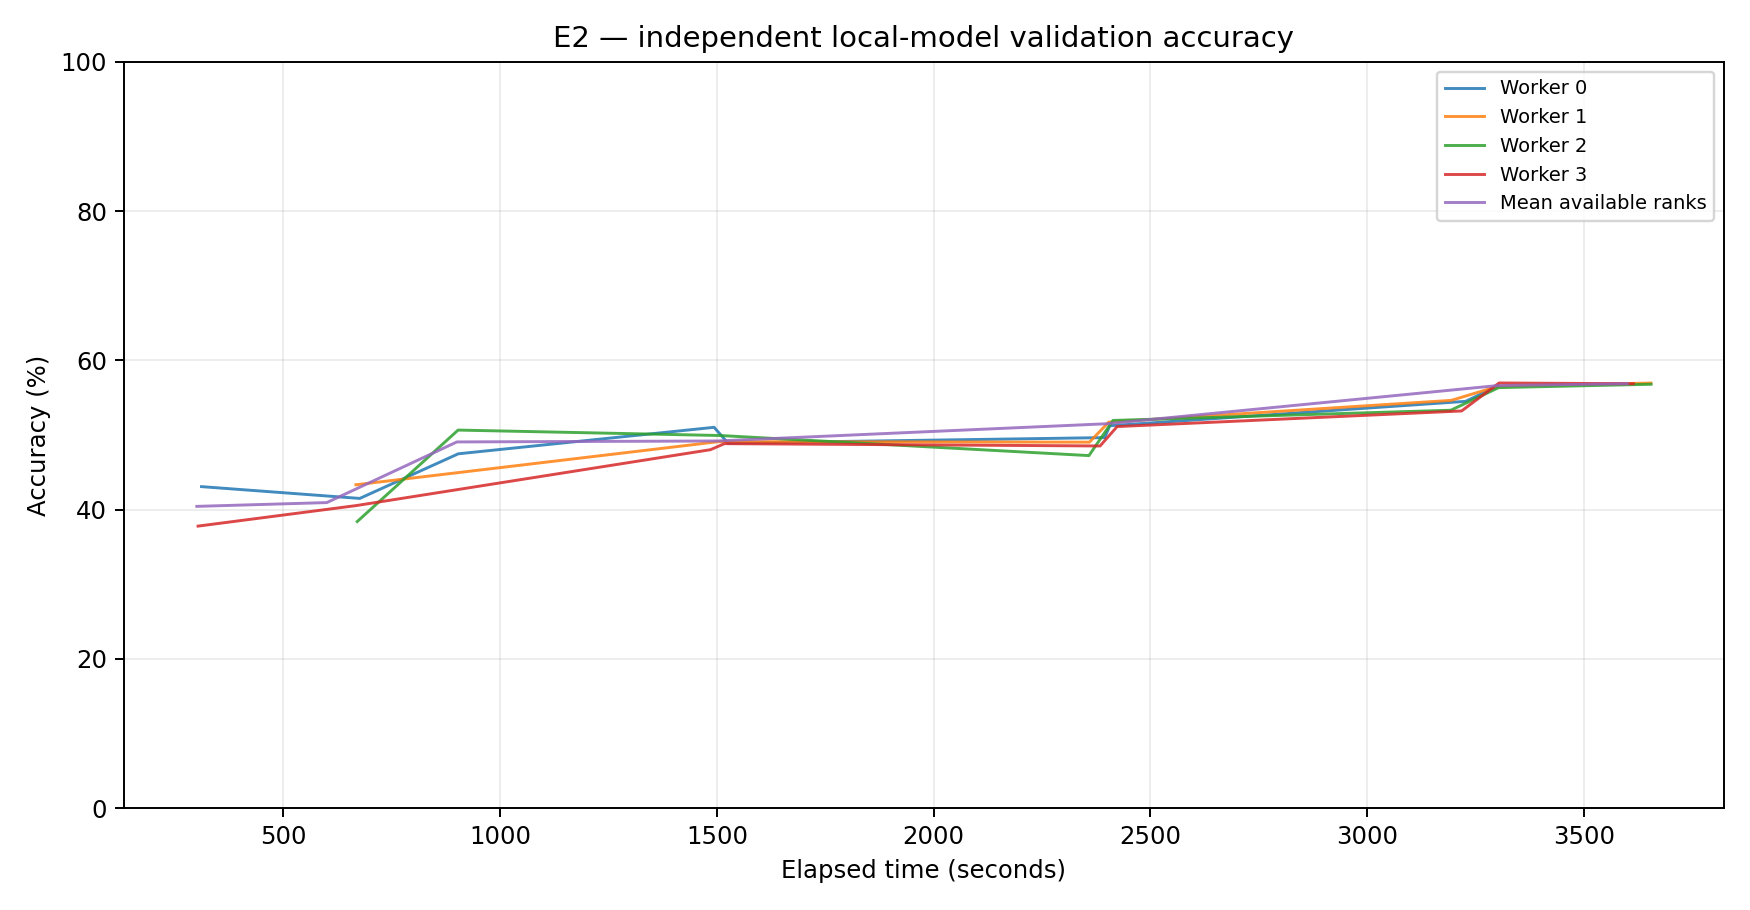 E2 — independent local-model validation accuracy
100
80
60
40
20
0
Accuracy (%)
Worker 0
Worker 1
Worker 2
Worker 3
Mean available ranks
500 1000 1500 2000 2500 3000 3500
Elapsed time (seconds)